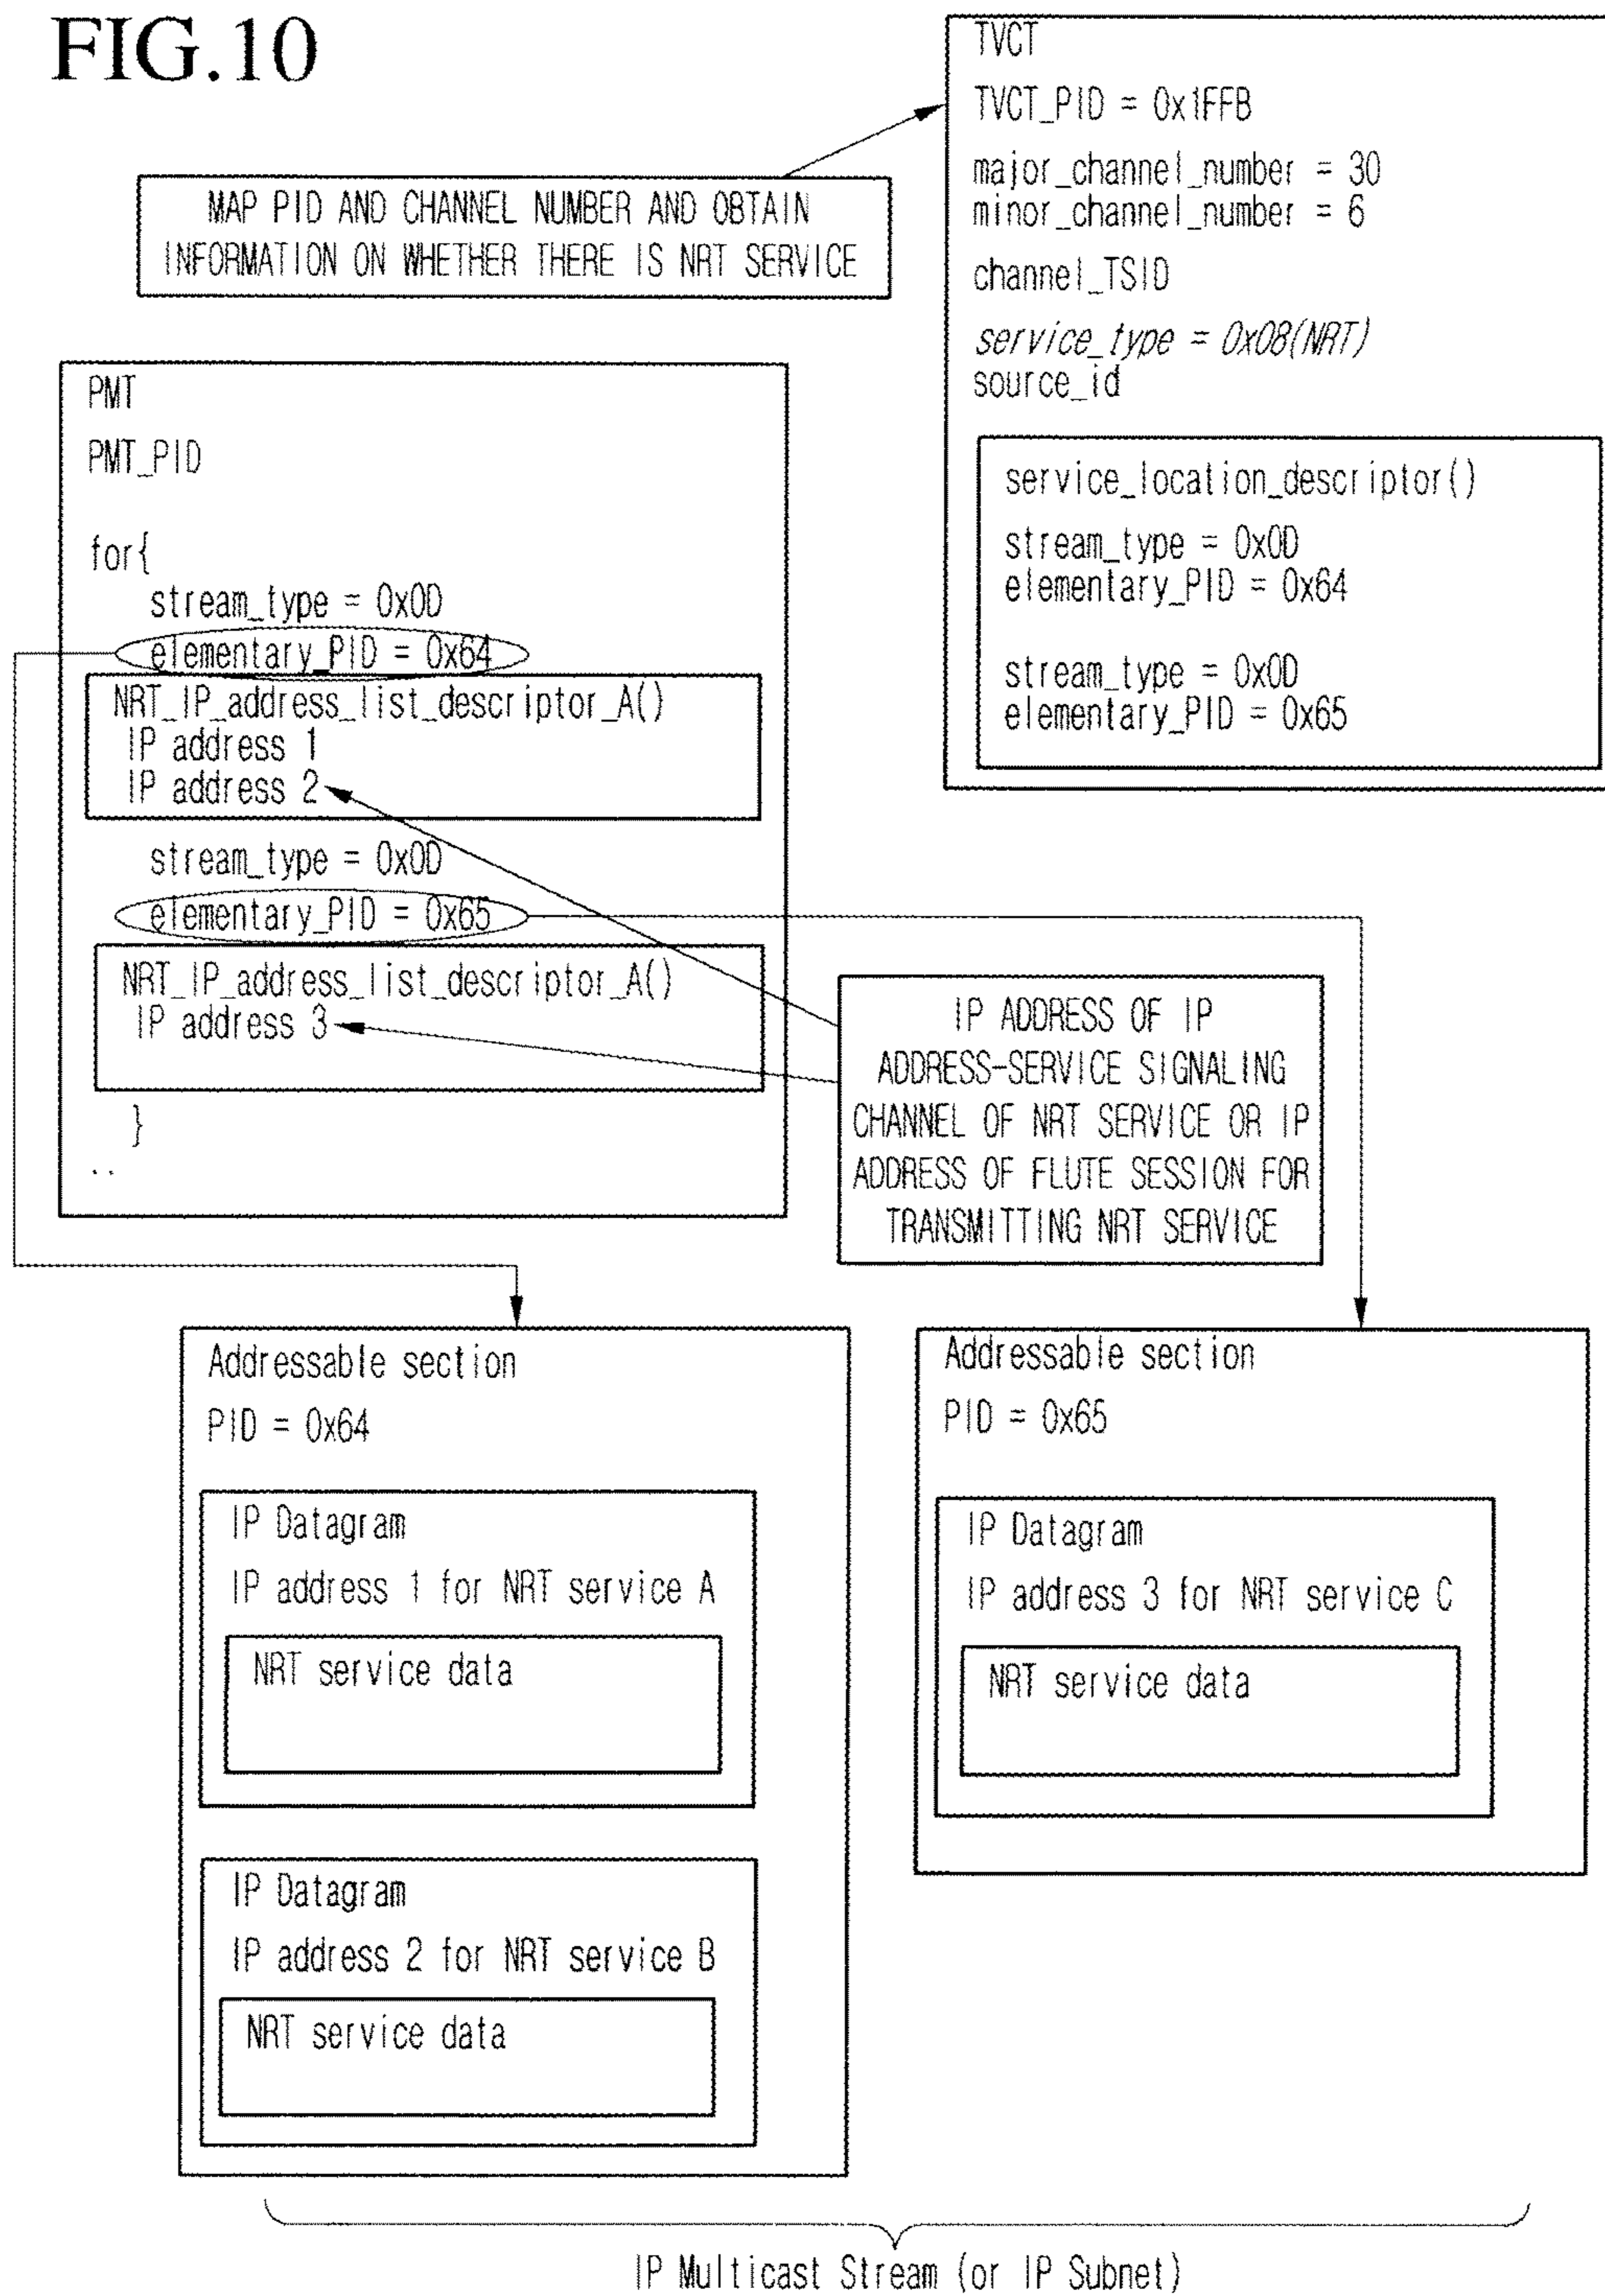 FIG.10
TVCT
TVCT_PID = 0x1FFB
major_channel_number = 30
minor_channel_number = 6
channel_TSID
service_type = 0x08(NRT)
source_id
service_location_descriptor()
stream_type = 0x0D
elementary_PID = 0x64
stream_type = 0x0D
elementary_PID = 0x65
MAP PID AND CHANNEL NUMBER AND OBTAIN
INFORMATION ON WHETHER THERE IS NRT SERVICE
PMT
PMT_PID
for{
stream_type = 0x0D
elementary_PID = 0x64
NRT_IP_address_list_descriptor_A()
IP address 1
IP address 2
stream_type = 0x0D
elementary_PID = 0x65
NRT_IP_address_list_descriptor_A()
IP address 3
}
..
IP ADDRESS OF IP
ADDRESS-SERVICE SIGNALING
CHANNEL OF NRT SERVICE OR IP
ADDRESS OF FLUTE SESSION FOR
TRANSMITTING NRT SERVICE
Addressable section
PID = 0x64
IP Datagram
IP address 1 for NRT service A
NRT service data
IP Datagram
IP address 2 for NRT service B
NRT service data
Addressable section
PID = 0x65
IP Datagram
IP address 3 for NRT service C
NRT service data
IP Multicast Stream (or IP Subnet)